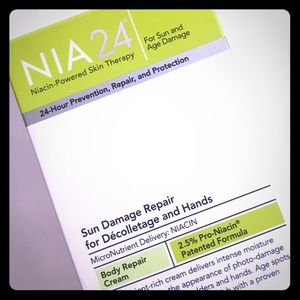 NIA24
Niacin-Powered Skin Therapy
For Sun and
Age Damage
24-Hour Prevention, Repair, and Protection
Sun Damage Repair
for Décolletage and Hands
MicroNutrient Delivery: NIACIN
Body Repair
Cream
2.5% Pro-Niacin®
Patented Formula
rich cream delivers intense moisture
the appearance of photo-damage
and hands. Age spots
with a proven